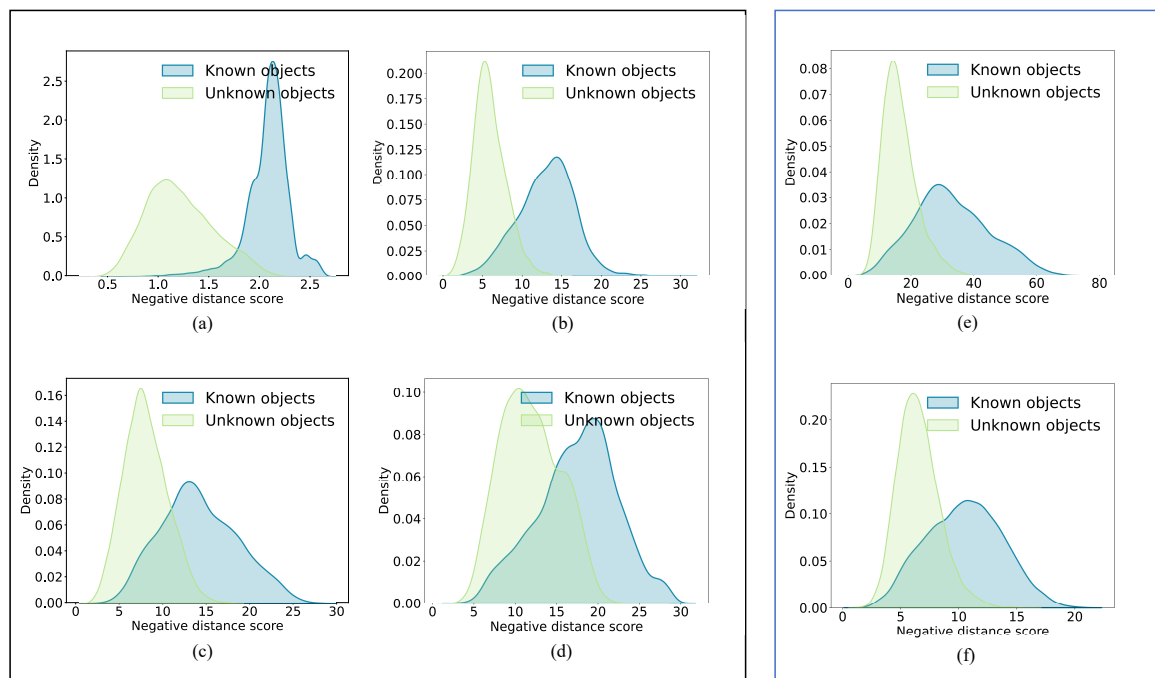 Known objects
Unknown objects
2.5
2.0
1.5
1.0
0.5
0.0
Density
0.5
1.0
1.5
2.0
2.5
Negative distance score
(a)
Known objects
Unknown objects
0.200
0.175
0.150
0.125
0.100
0.075
0.050
0.025
0.000
Density
0
5
10
15
20
25
30
Negative distance score
(b)
Known objects
Unknown objects
0.08
0.07
0.06
0.05
0.04
0.03
0.02
0.01
0.00
Density
0
20
40
60
80
Negative distance score
(e)
Known objects
Unknown objects
0.16
0.14
0.12
0.10
0.08
0.06
0.04
0.02
0.00
Density
0
5
10
15
20
25
30
Negative distance score
(c)
Known objects
Unknown objects
0.10
0.08
0.06
0.04
0.02
0.00
Density
0
5
10
15
20
25
30
Negative distance score
(d)
Known objects
Unknown objects
0.20
0.15
0.10
0.05
0.00
Density
0
5
10
15
20
Negative distance score
(f)